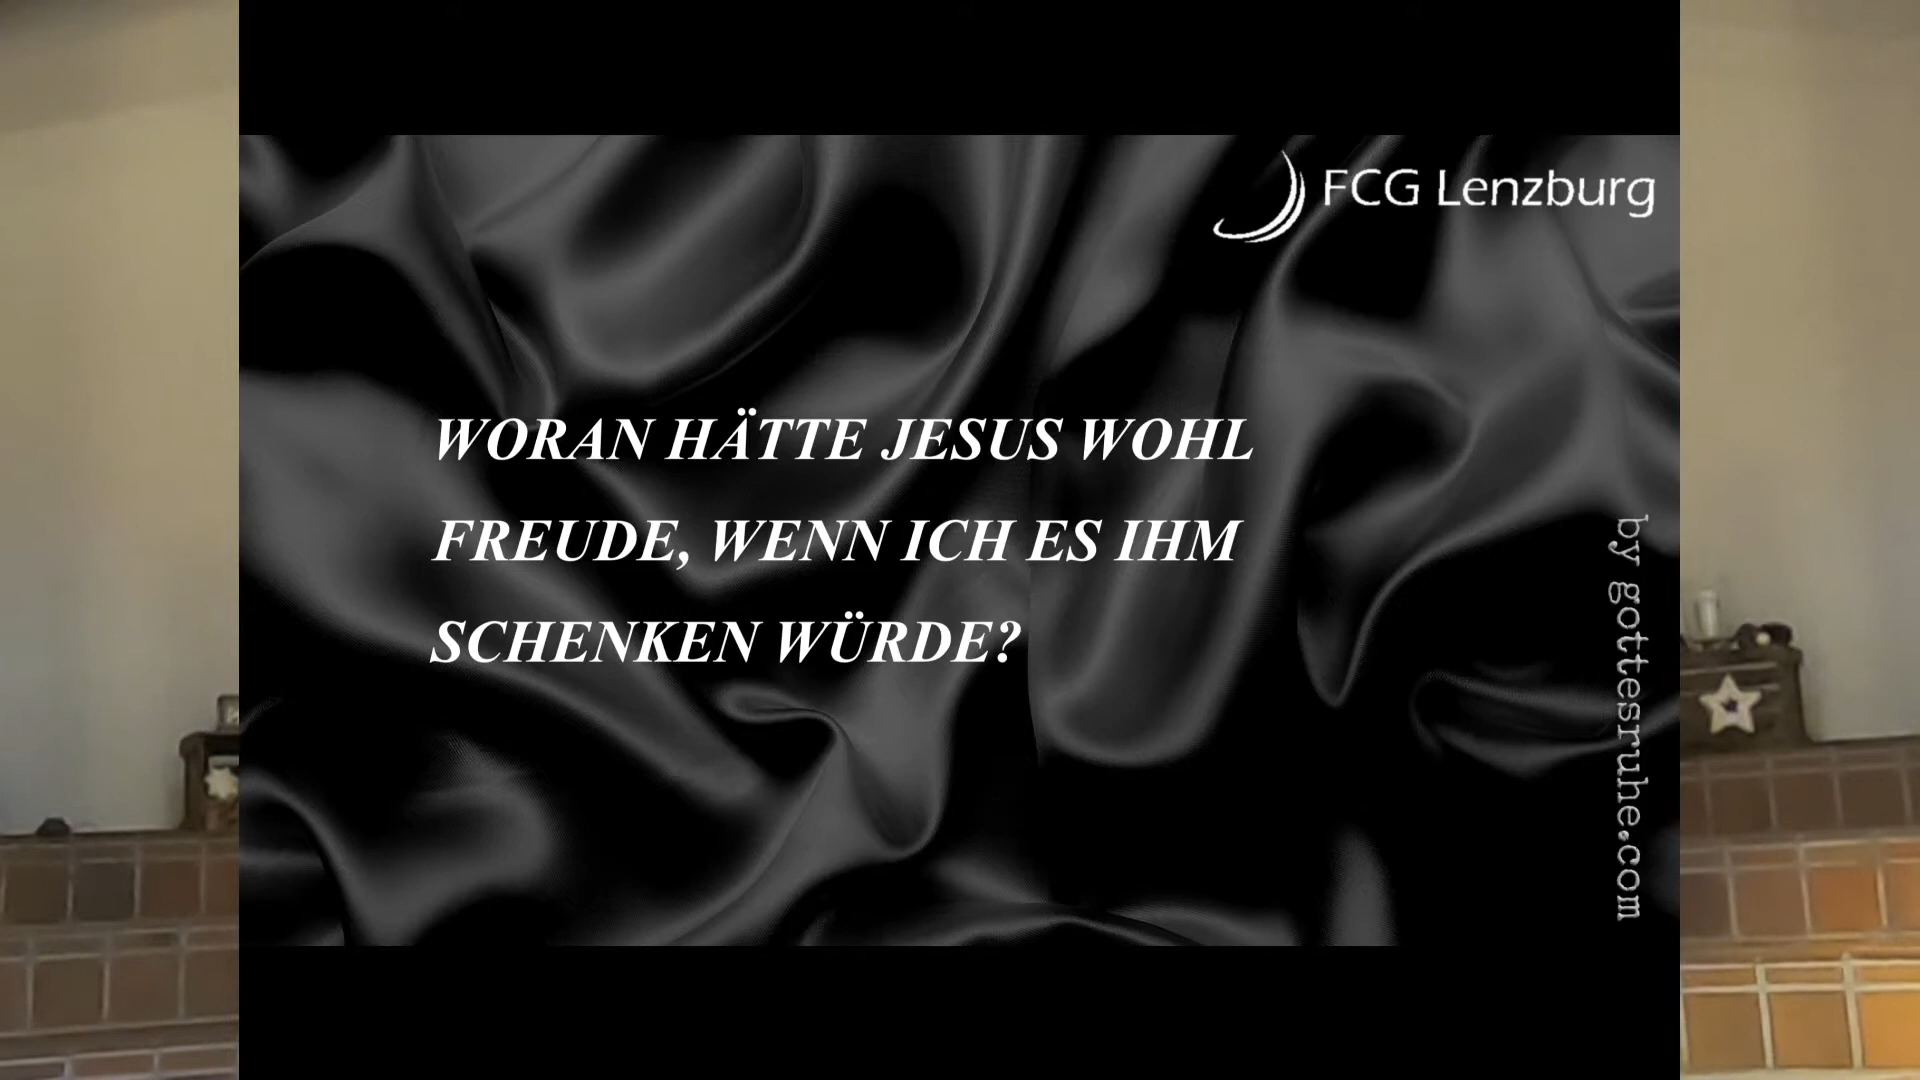 FCG Lenzburg
WORAN HÄTTE JESUS WOHL
FREUDE, WENN ICH ES IHM
SCHENKEN WÜRDE?
by gottesruhe.com